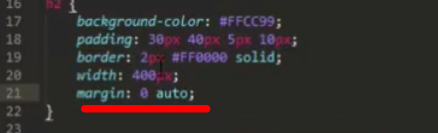 16 h2 {
17 background-color: #FFCC99;
18 padding: 30px 40px 5px 10px;
19 border: 2px #FF0000 solid;
20 width: 400px;
21 margin: 0 auto;
22 }
23